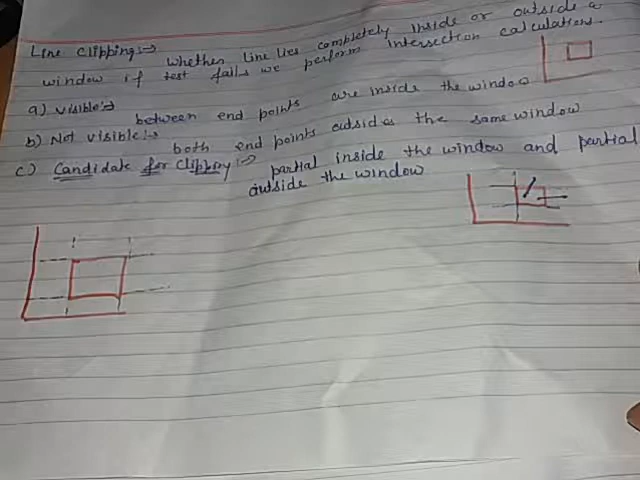 Line Clipping:→ Whether line lies completely inside or outside a
window if test fails we perform intersection calculations.
a) Visible:→ between end points are inside the window
b) Not visible:→ both end points outsides the same window
c) Candidate for Clipping:→ partial inside the window and partial
outside the window